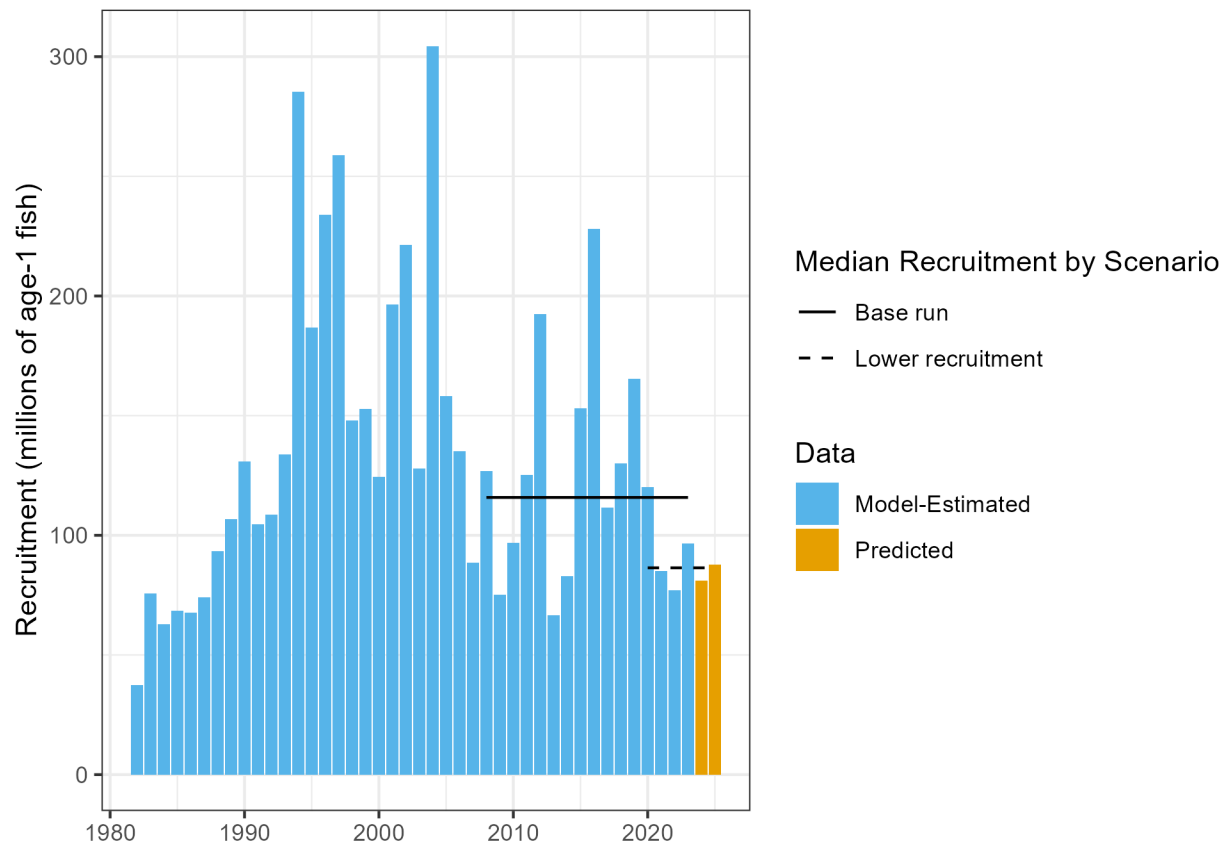 Recruitment (millions of age-1 fish)
300
200
100
0
1980
1990
2000
2010
2020
Median Recruitment by Scenario
Base run
Lower recruitment
Data
Model-Estimated
Predicted